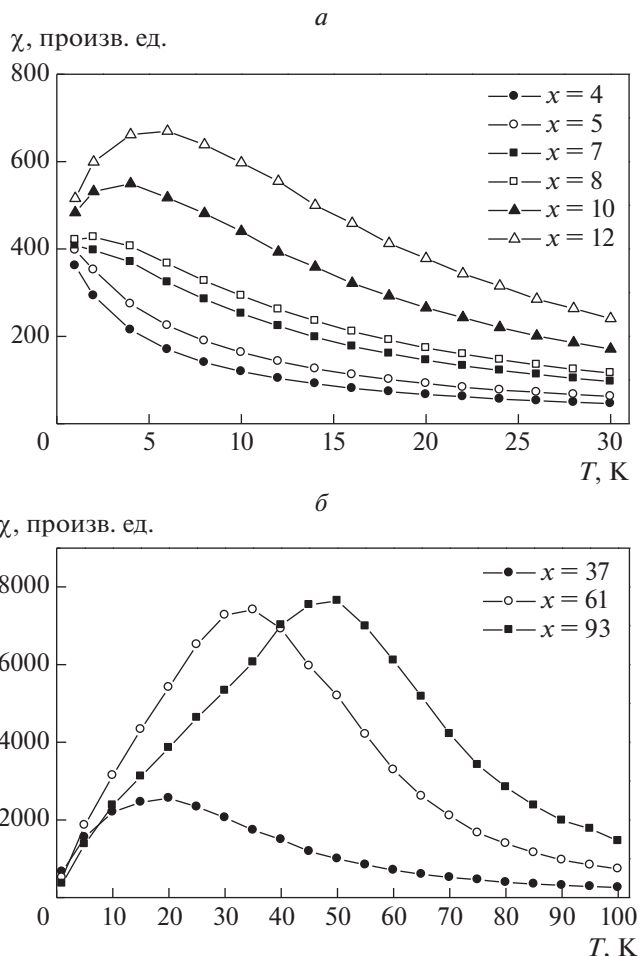 а
χ, произв. ед.
800
600
400
200
0
5
10
15
20
25
30
T, K
x = 4
x = 5
x = 7
x = 8
x = 10
x = 12
б
χ, произв. ед.
8000
6000
4000
2000
0
10
20
30
40
50
60
70
80
90
100
T, K
x = 37
x = 61
x = 93